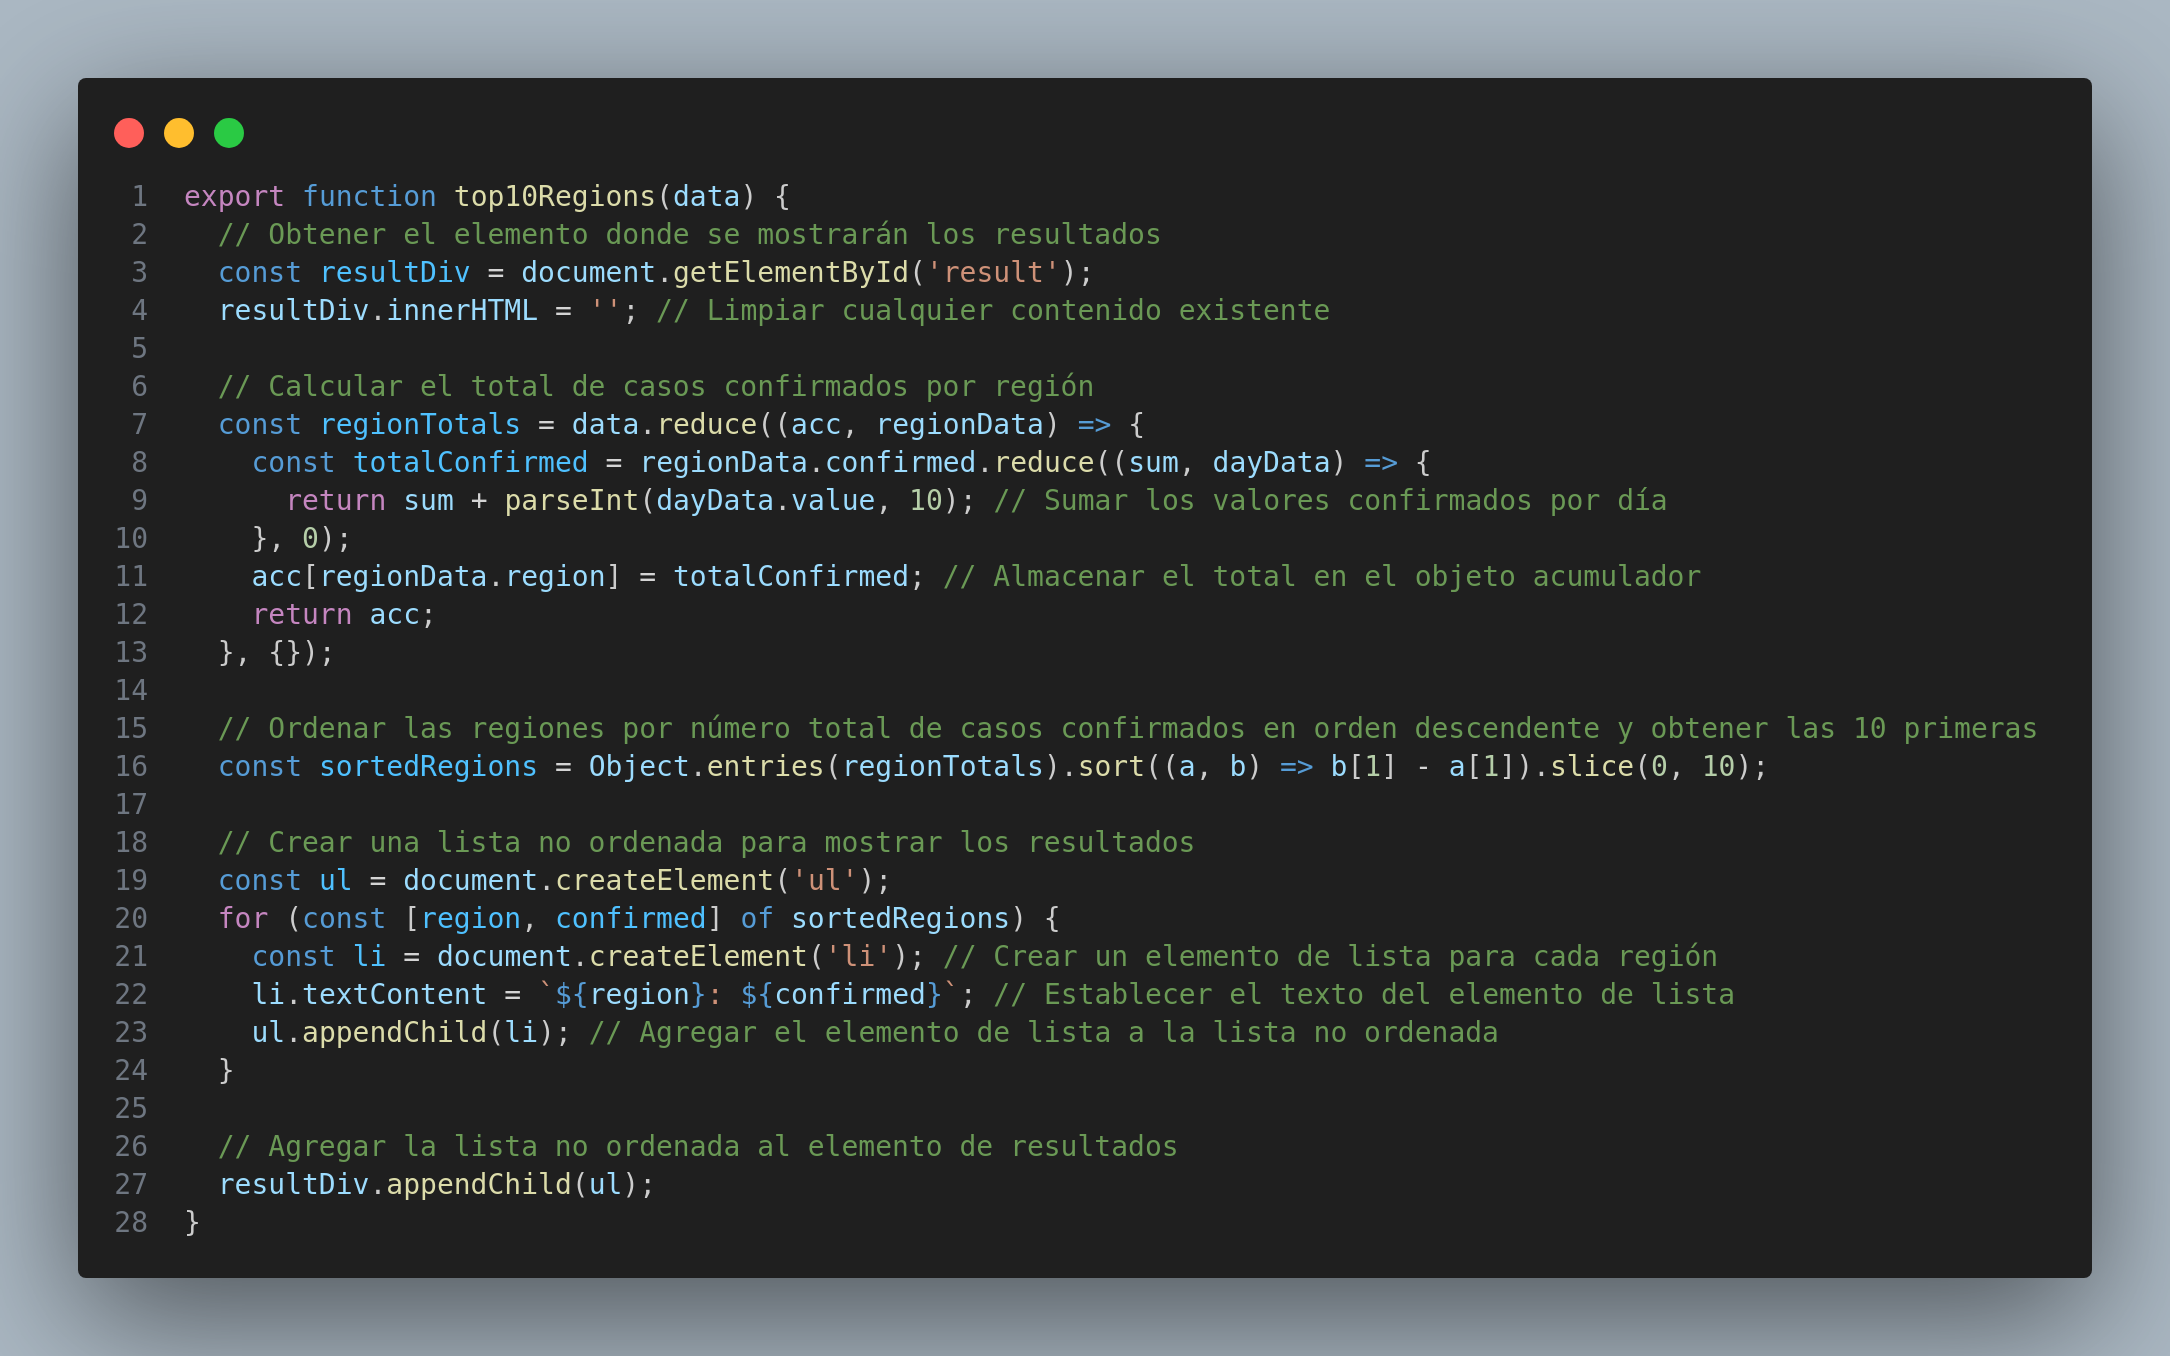 1 export function top10Regions(data) {
2   // Obtener el elemento donde se mostrarán los resultados
3   const resultDiv = document.getElementById('result');
4   resultDiv.innerHTML = ''; // Limpiar cualquier contenido existente
5
6   // Calcular el total de casos confirmados por región
7   const regionTotals = data.reduce((acc, regionData) => {
8     const totalConfirmed = regionData.confirmed.reduce((sum, dayData) => {
9       return sum + parseInt(dayData.value, 10); // Sumar los valores confirmados por día
10     }, 0);
11     acc[regionData.region] = totalConfirmed; // Almacenar el total en el objeto acumulador
12     return acc;
13   }, {});
14
15   // Ordenar las regiones por número total de casos confirmados en orden descendente y obtener las 10 primeras
16   const sortedRegions = Object.entries(regionTotals).sort((a, b) => b[1] - a[1]).slice(0, 10);
17
18   // Crear una lista no ordenada para mostrar los resultados
19   const ul = document.createElement('ul');
20   for (const [region, confirmed] of sortedRegions) {
21     const li = document.createElement('li'); // Crear un elemento de lista para cada región
22     li.textContent = `${region}: ${confirmed}`; // Establecer el texto del elemento de lista
23     ul.appendChild(li); // Agregar el elemento de lista a la lista no ordenada
24   }
25
26   // Agregar la lista no ordenada al elemento de resultados
27   resultDiv.appendChild(ul);
28 }